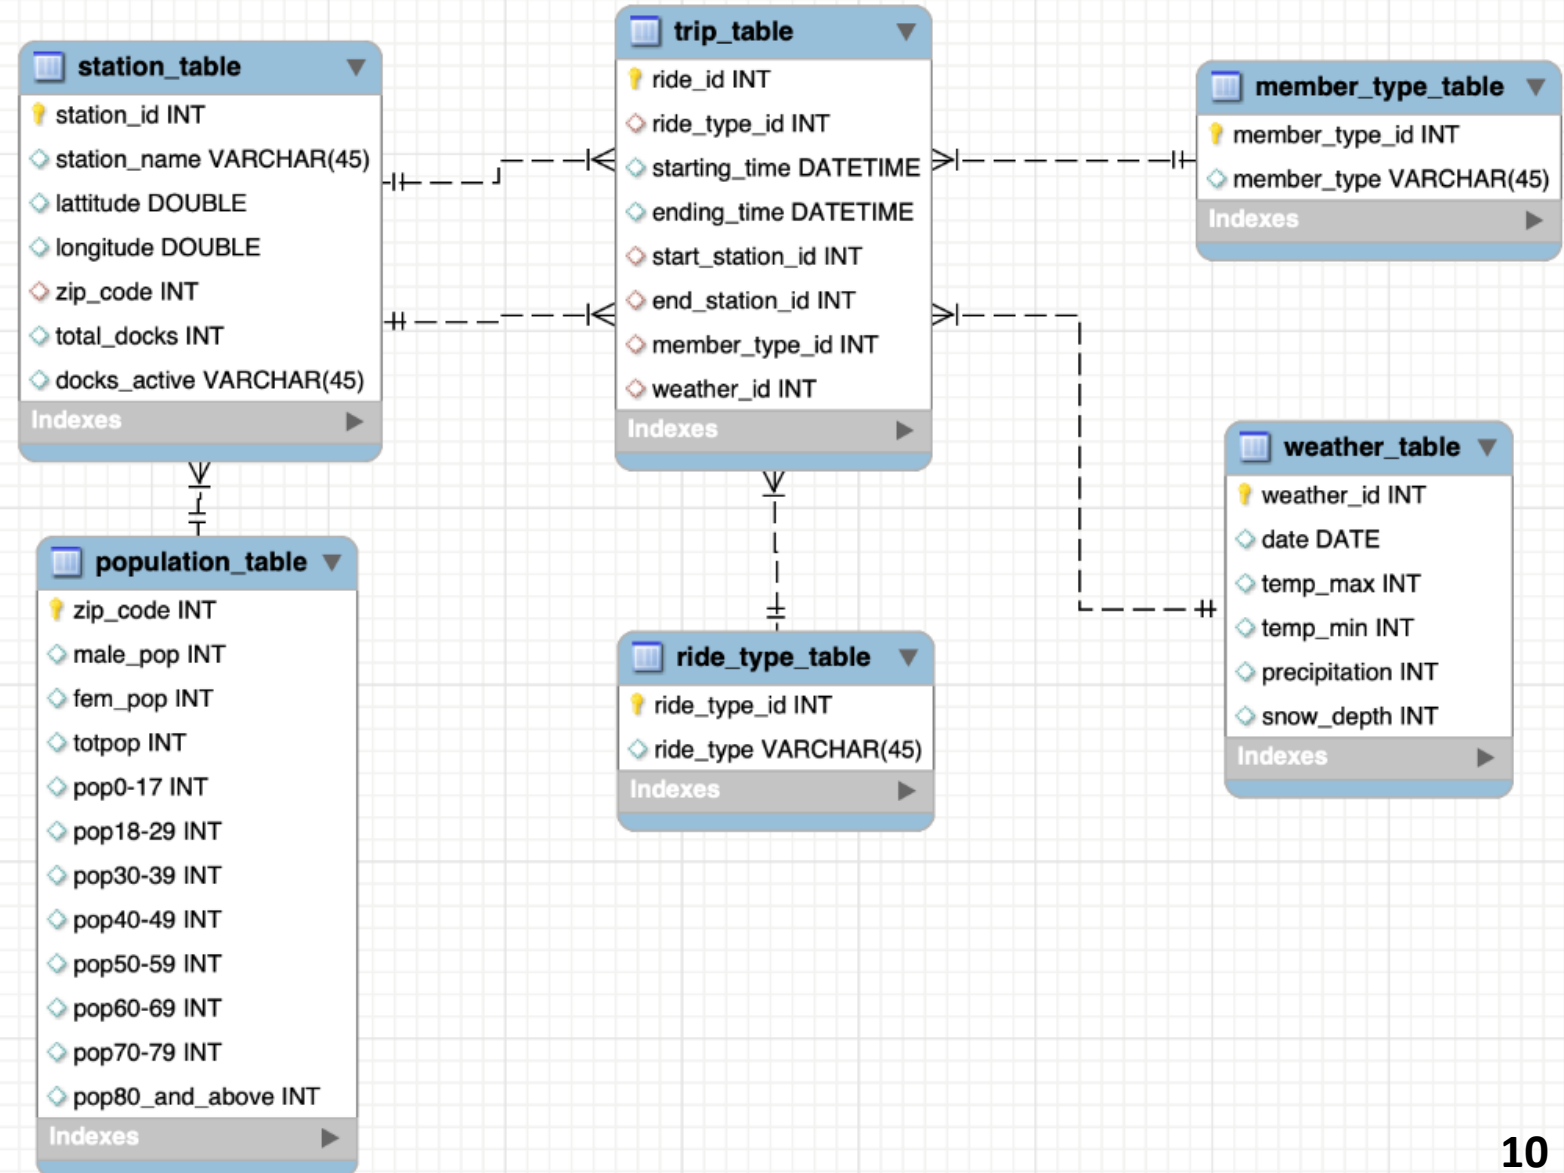 station_table
station_id INT
station_name VARCHAR(45)
lattitude DOUBLE
longitude DOUBLE
zip_code INT
total_docks INT
docks_active VARCHAR(45)
Indexes
population_table
zip_code INT
male_pop INT
fem_pop INT
totpop INT
pop0-17 INT
pop18-29 INT
pop30-39 INT
pop40-49 INT
pop50-59 INT
pop60-69 INT
pop70-79 INT
pop80_and_above INT
Indexes
trip_table
ride_id INT
ride_type_id INT
starting_time DATETIME
ending_time DATETIME
start_station_id INT
end_station_id INT
member_type_id INT
weather_id INT
Indexes
ride_type_table
ride_type_id INT
ride_type VARCHAR(45)
Indexes
member_type_table
member_type_id INT
member_type VARCHAR(45)
Indexes
weather_table
weather_id INT
date DATE
temp_max INT
temp_min INT
precipitation INT
snow_depth INT
Indexes
10